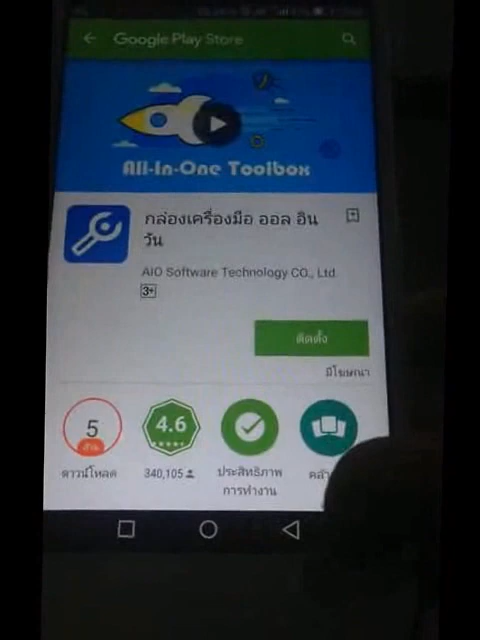 Google Play Store
All-In-One Toolbox
กล่องเครื่องมือ ออล อิน
วัน
AIO Software Technology CO., Ltd.
3+
ติดตั้ง
มีโฆษณา
5
ล้าน
4.6
ดาวน์โหลด
340,105
ประสิทธิภาพ
การทำงาน